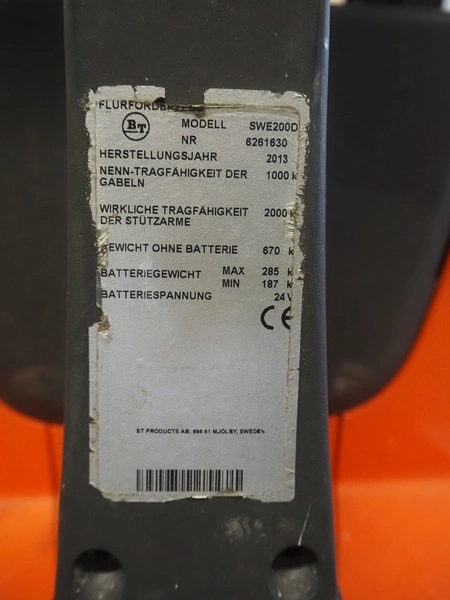 FLURFÖRDERZEUG
BT
MODELL SWE200D
NR 6261630
HERSTELLUNGSJAHR 2013
NENN-TRAGFÄHIGKEIT DER 1000 k
GABELN
WIRKLICHE TRAGFÄHIGKEIT 2000 k
DER STÜTZARME
GEWICHT OHNE BATTERIE 670 k
BATTERIEGEWICHT MAX 285 k
MIN 187 k
BATTERIESPANNUNG 24 V
CE
BT PRODUCTS AB, 595 81 MJÖLBY, SWEDEN